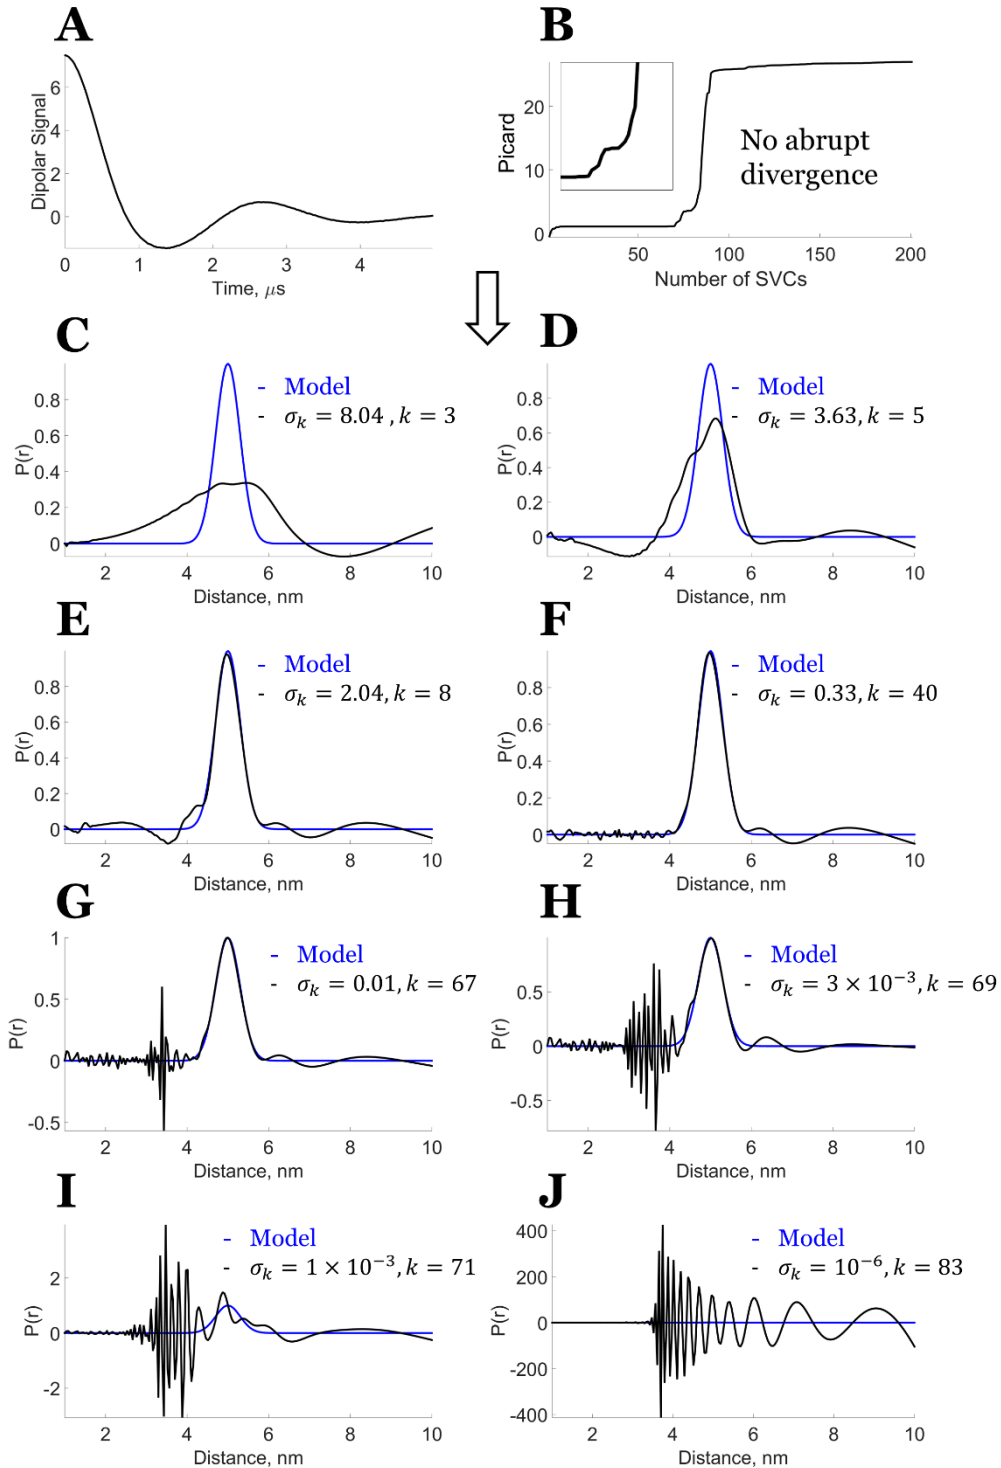 A
Dipolar Signal
6
4
2
0
0 1 2 3 4
Time, μs
B
Picard
20
10
0
No abrupt
divergence
50 100 150 200
Number of SVCs
C
P(r)
0.8
0.6
0.4
0.2
0
- Model
- σk = 8.04 , k = 3
2 4 6 8 10
Distance, nm
D
P(r)
0.8
0.6
0.4
0.2
0
- Model
- σk = 3.63, k = 5
2 4 6 8 10
Distance, nm
E
P(r)
0.8
0.6
0.4
0.2
0
- Model
- σk = 2.04, k = 8
2 4 6 8 10
Distance, nm
F
P(r)
0.8
0.6
0.4
0.2
0
- Model
- σk = 0.33, k = 40
2 4 6 8 10
Distance, nm
G
P(r)
1
0.5
0
-0.5
- Model
- σk = 0.01, k = 67
2 4 6 8 10
Distance, nm
H
P(r)
0.5
0
-0.5
- Model
- σk = 3 × 10⁻³, k = 69
2 4 6 8 10
Distance, nm
I
P(r)
2
0
-2
- Model
- σk = 1 × 10⁻³, k = 71
2 4 6 8 10
Distance, nm
J
P(r)
400
200
0
-200
-400
- Model
- σk = 10⁻⁶, k = 83
2 4 6 8 10
Distance, nm